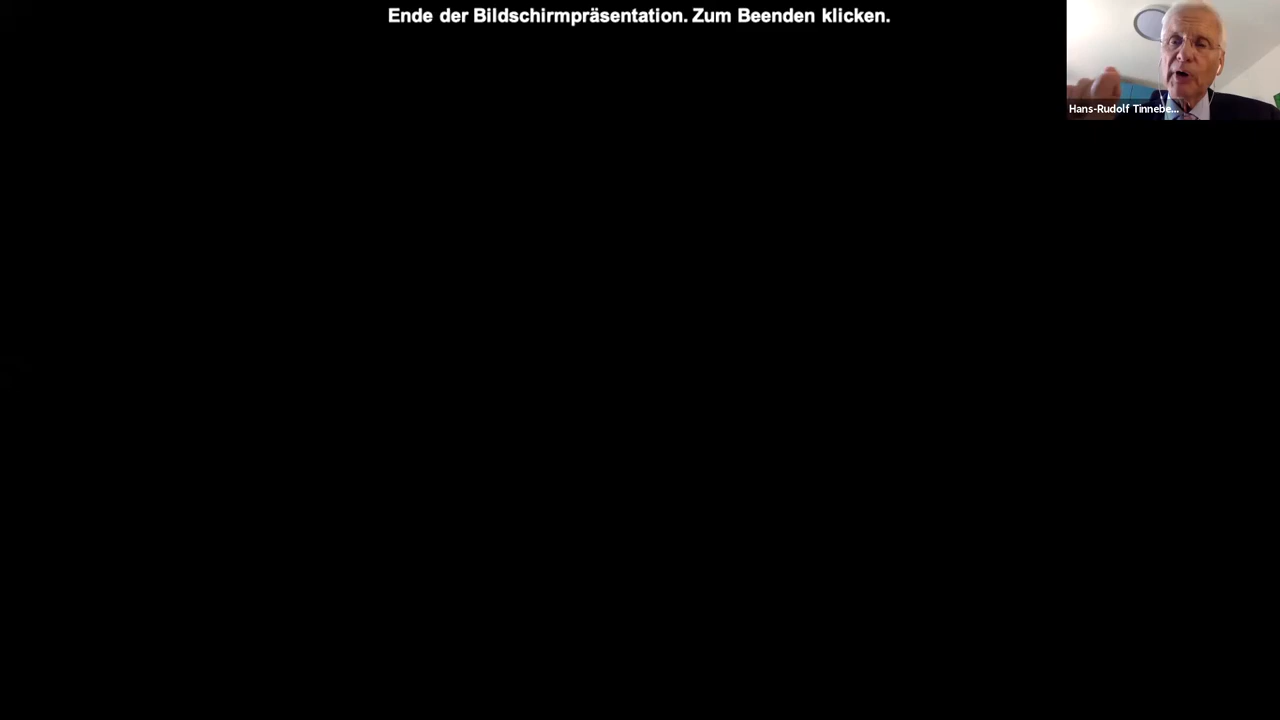 Ende der Bildschirmpräsentation. Zum Beenden klicken.
Hans-Rudolf Tinnebe...